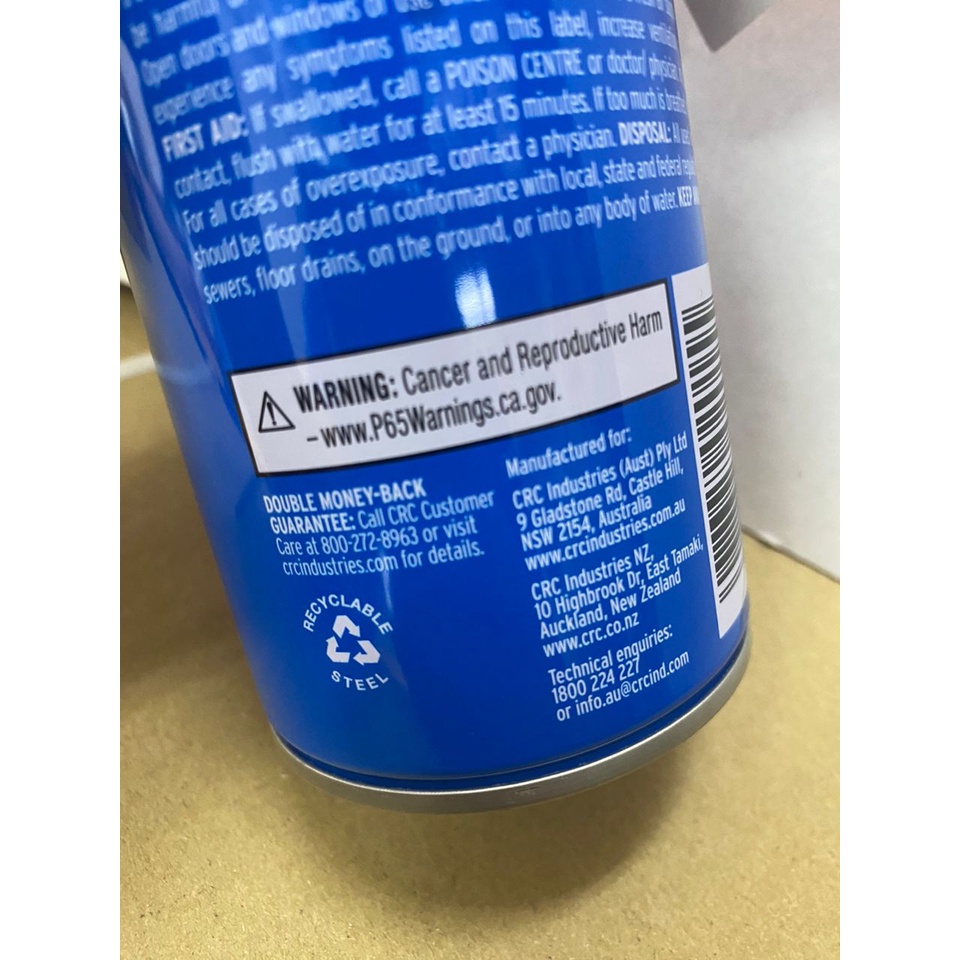 be harmful
Open doors and windows or use
experience any symptoms listed on this label, increase
FIRST AID: If swallowed, call a POISON CENTRE or doctor/ physician.
contact, flush with water for at least 15 minutes. If too much is
For all cases of overexposure, contact a physician. DISPOSAL: All
should be disposed of in conformance with local, state and federal
sewers, floor drains, on the ground, or into any body of water. KEEP
WARNING: Cancer and Reproductive Harm
–www.P65Warnings.ca.gov.
DOUBLE MONEY-BACK
GUARANTEE: Call CRC Customer
Care at 800-272-8963 or visit
crcindustries.com for details.
RECYCLABLE
STEEL
Manufactured for:
CRC Industries (Aust) Pty Ltd
9 Gladstone Rd, Castle Hill,
NSW 2154, Australia
www.crcindustries.com.au
CRC Industries NZ,
10 Highbrook Dr, East Tamaki,
Auckland, New Zealand
www.crc.co.nz
Technical enquiries:
1800 224 227
or info.au@crcind.com